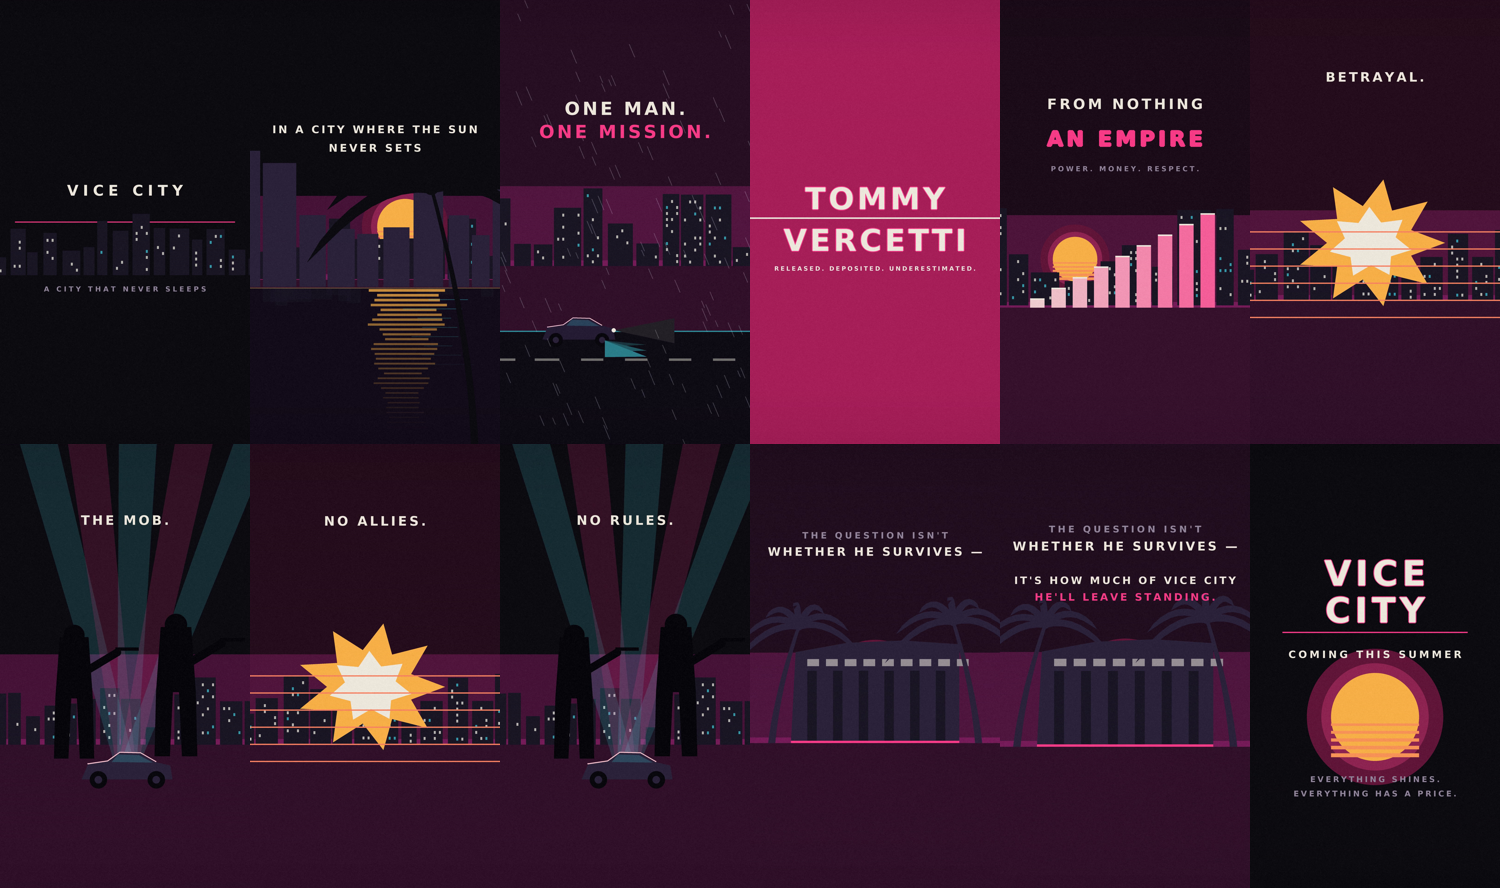 VICE CITY
A CITY THAT NEVER SLEEPS
IN A CITY WHERE THE SUN
NEVER SETS
ONE MAN.
ONE MISSION.
TOMMY
VERCETTI
RELEASED. DEPOSITED. UNDERESTIMATED.
FROM NOTHING
AN EMPIRE
POWER. MONEY. RESPECT.
BETRAYAL.
THE MOB.
NO ALLIES.
NO RULES.
THE QUESTION ISN'T
WHETHER HE SURVIVES —
THE QUESTION ISN'T
WHETHER HE SURVIVES —
IT'S HOW MUCH OF VICE CITY
HE'LL LEAVE STANDING.
VICE
CITY
COMING THIS SUMMER
EVERYTHING SHINES.
EVERYTHING HAS A PRICE.